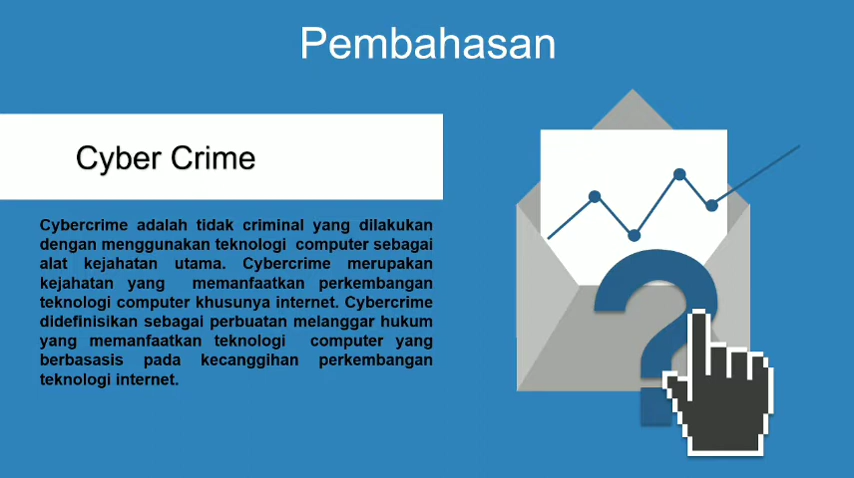 Pembahasan
Cyber Crime
Cybercrime adalah tidak criminal yang dilakukan
dengan menggunakan teknologi computer sebagai
alat kejahatan utama. Cybercrime merupakan
kejahatan yang memanfaatkan perkembangan
teknologi computer khusunya internet. Cybercrime
didefinisikan sebagai perbuatan melanggar hukum
yang memanfaatkan teknologi computer yang
berbasasis pada kecanggihan perkembangan
teknologi internet.